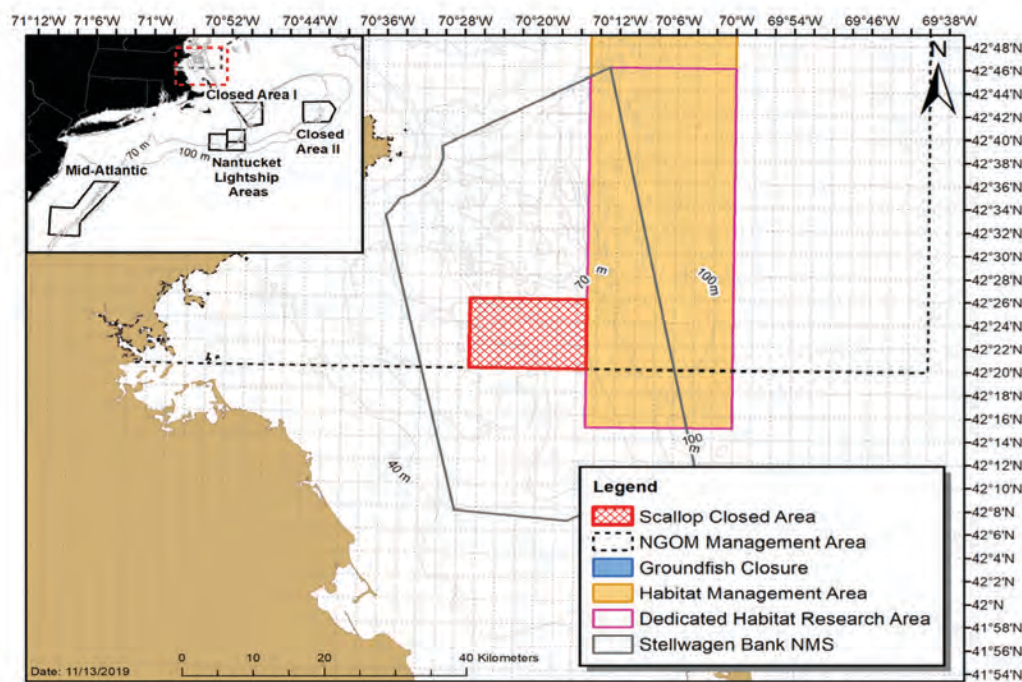 71°12'W 71°6'W 71°0'W 70°52'W 70°44'W 70°36'W 70°28'W 70°20'W 70°12'W 70°6'W 70°0'W 69°54'W 69°46'W 69°38'W
42°48'N
42°46'N
42°44'N
42°42'N
42°40'N
42°38'N
42°36'N
42°34'N
42°32'N
42°30'N
42°28'N
42°26'N
42°24'N
42°22'N
42°20'N
42°18'N
42°16'N
42°14'N
42°12'N
42°10'N
42°8'N
42°6'N
42°4'N
42°2'N
42°0'N
41°58'N
41°56'N
41°54'N
N
Closed Area I
Closed
Area II
70 m
100 m
Nantucket
Lightship
Areas
Mid-Atlantic
70 m
100 m
100 m
40 m
Legend
Scallop Closed Area
NGOM Management Area
Groundfish Closure
Habitat Management Area
Dedicated Habitat Research Area
Stellwagen Bank NMS
Date: 11/13/2019
0 10 20 40 Kilometers